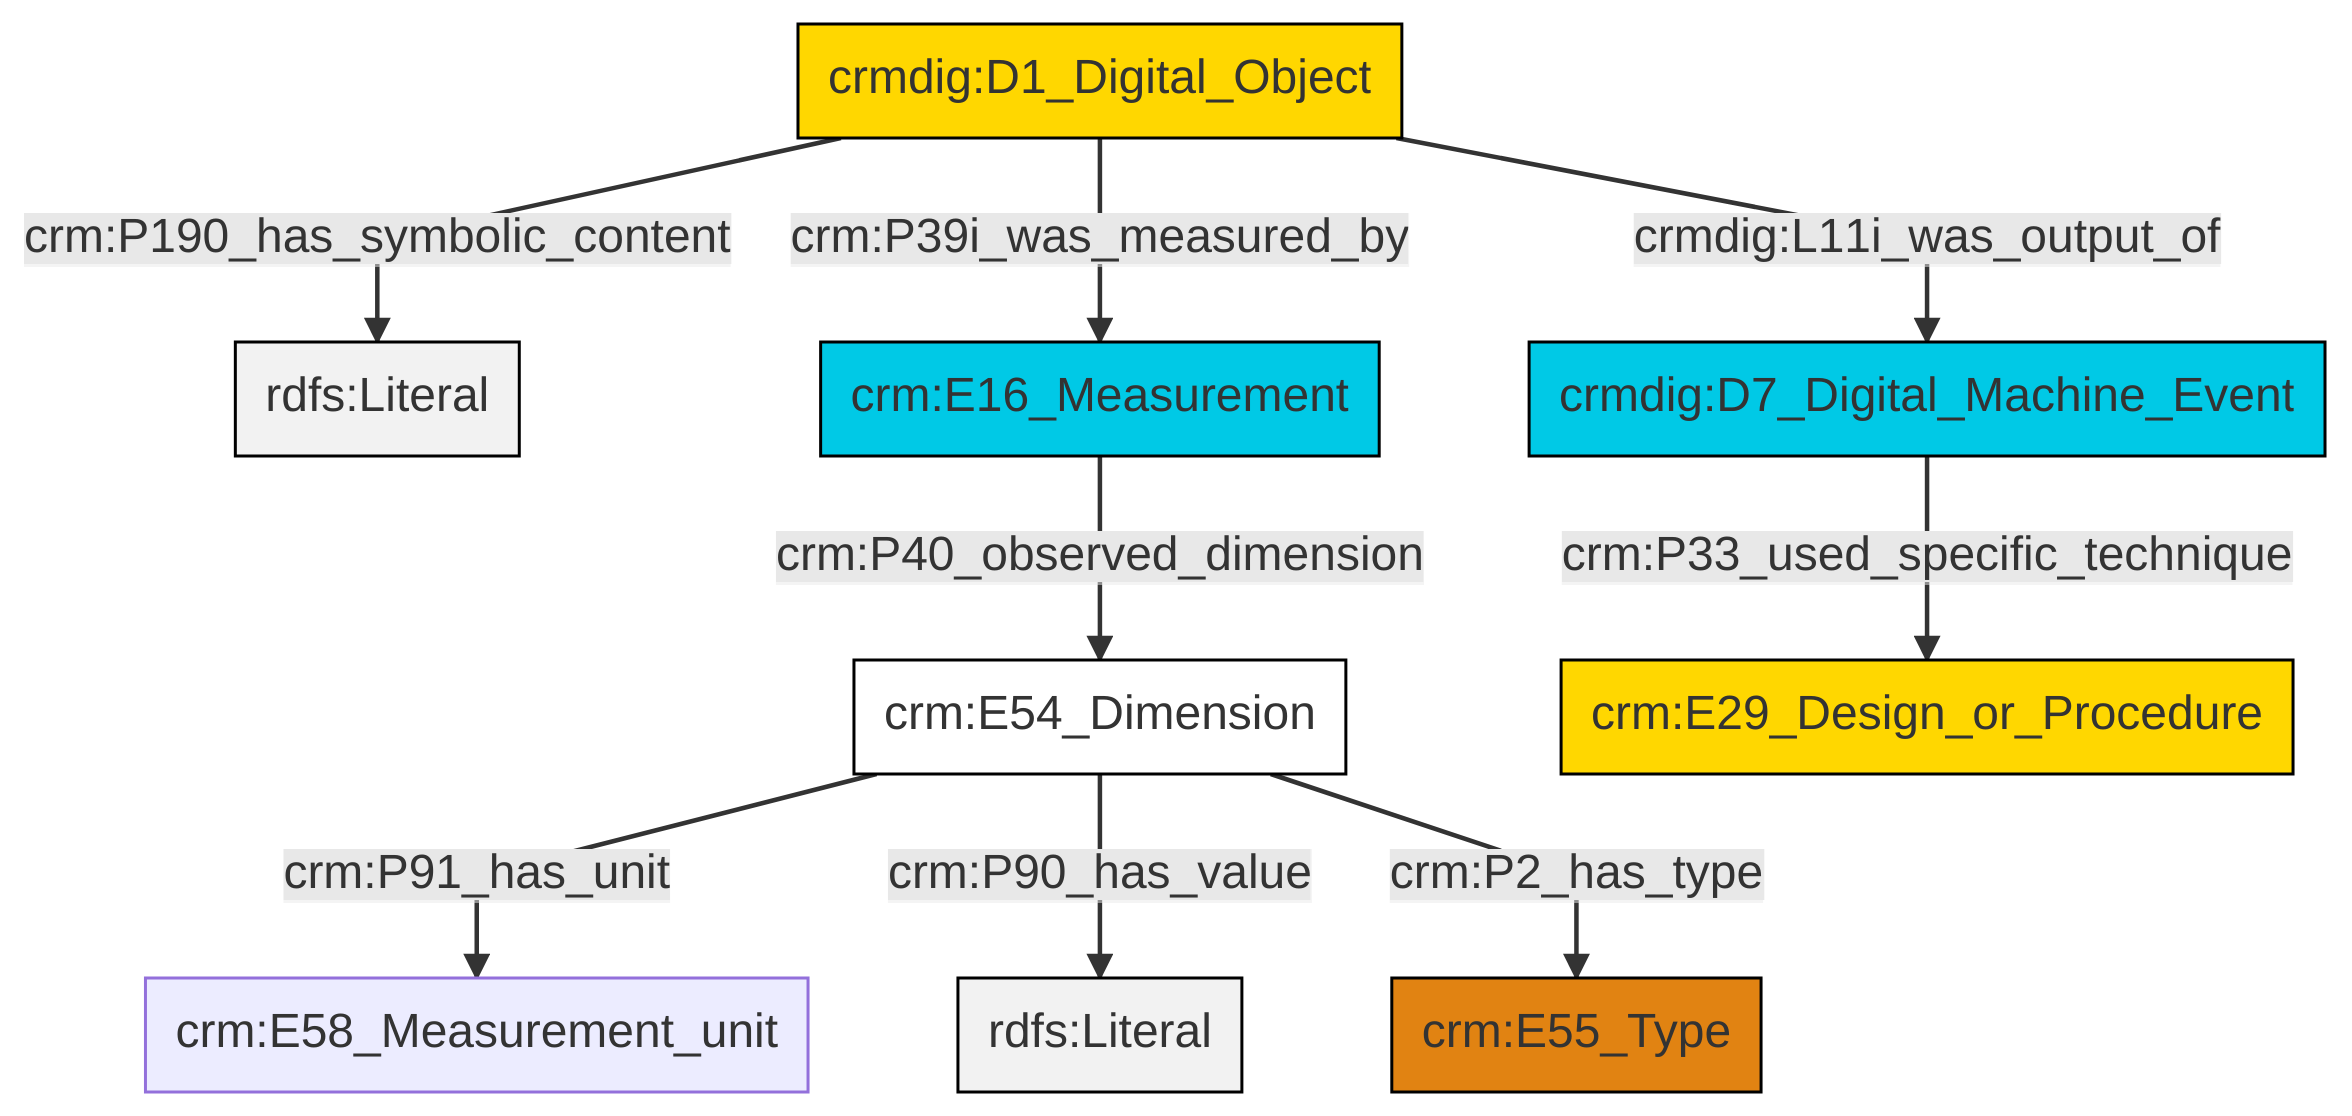 crmdig:D1_Digital_Object
crm:P190_has_symbolic_content
crm:P39i_was_measured_by
crmdig:L11i_was_output_of
rdfs:Literal
crm:E16_Measurement
crmdig:D7_Digital_Machine_Event
crm:P40_observed_dimension
crm:P33_used_specific_technique
crm:E54_Dimension
crm:E29_Design_or_Procedure
crm:P91_has_unit
crm:P90_has_value
crm:P2_has_type
crm:E58_Measurement_unit
rdfs:Literal
crm:E55_Type